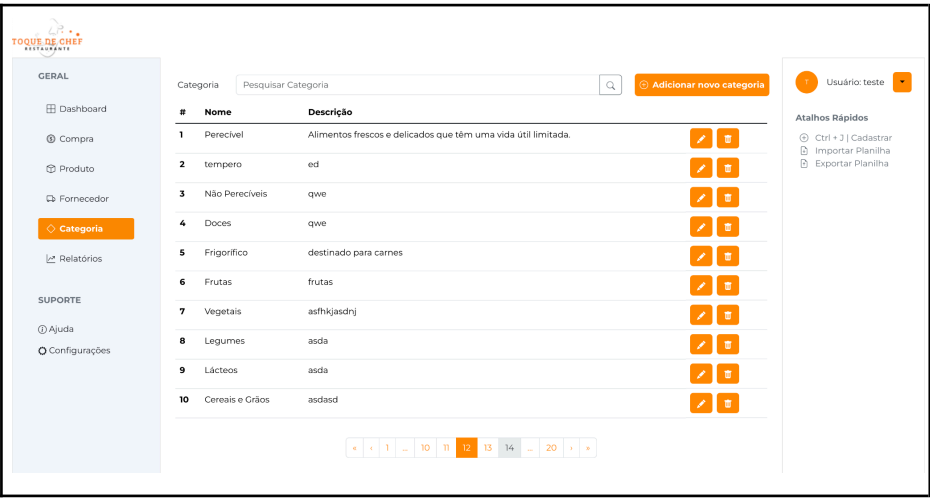 TOQUE DE CHEF
RESTAURANTE
GERAL
Dashboard
Compra
Produto
Fornecedor
Categoria
Relatórios
SUPORTE
Ajuda
Configurações
Categoria Pesquisar Categoria Adicionar novo categoria
# Nome Descrição
1 Perecível Alimentos frescos e delicados que têm uma vida útil limitada.
2 tempero ed
3 Não Perecíveis qwe
4 Doces qwe
5 Frigorífico destinado para carnes
6 Frutas frutas
7 Vegetais asfhkjasdnj
8 Legumes asda
9 Lácteos asda
10 Cereais e Grãos asdasd
« ‹ 1 ... 10 11 12 13 14 ... 20 › »
Usuário: teste
Atalhos Rápidos
Ctrl + J | Cadastrar
Importar Planilha
Exportar Planilha